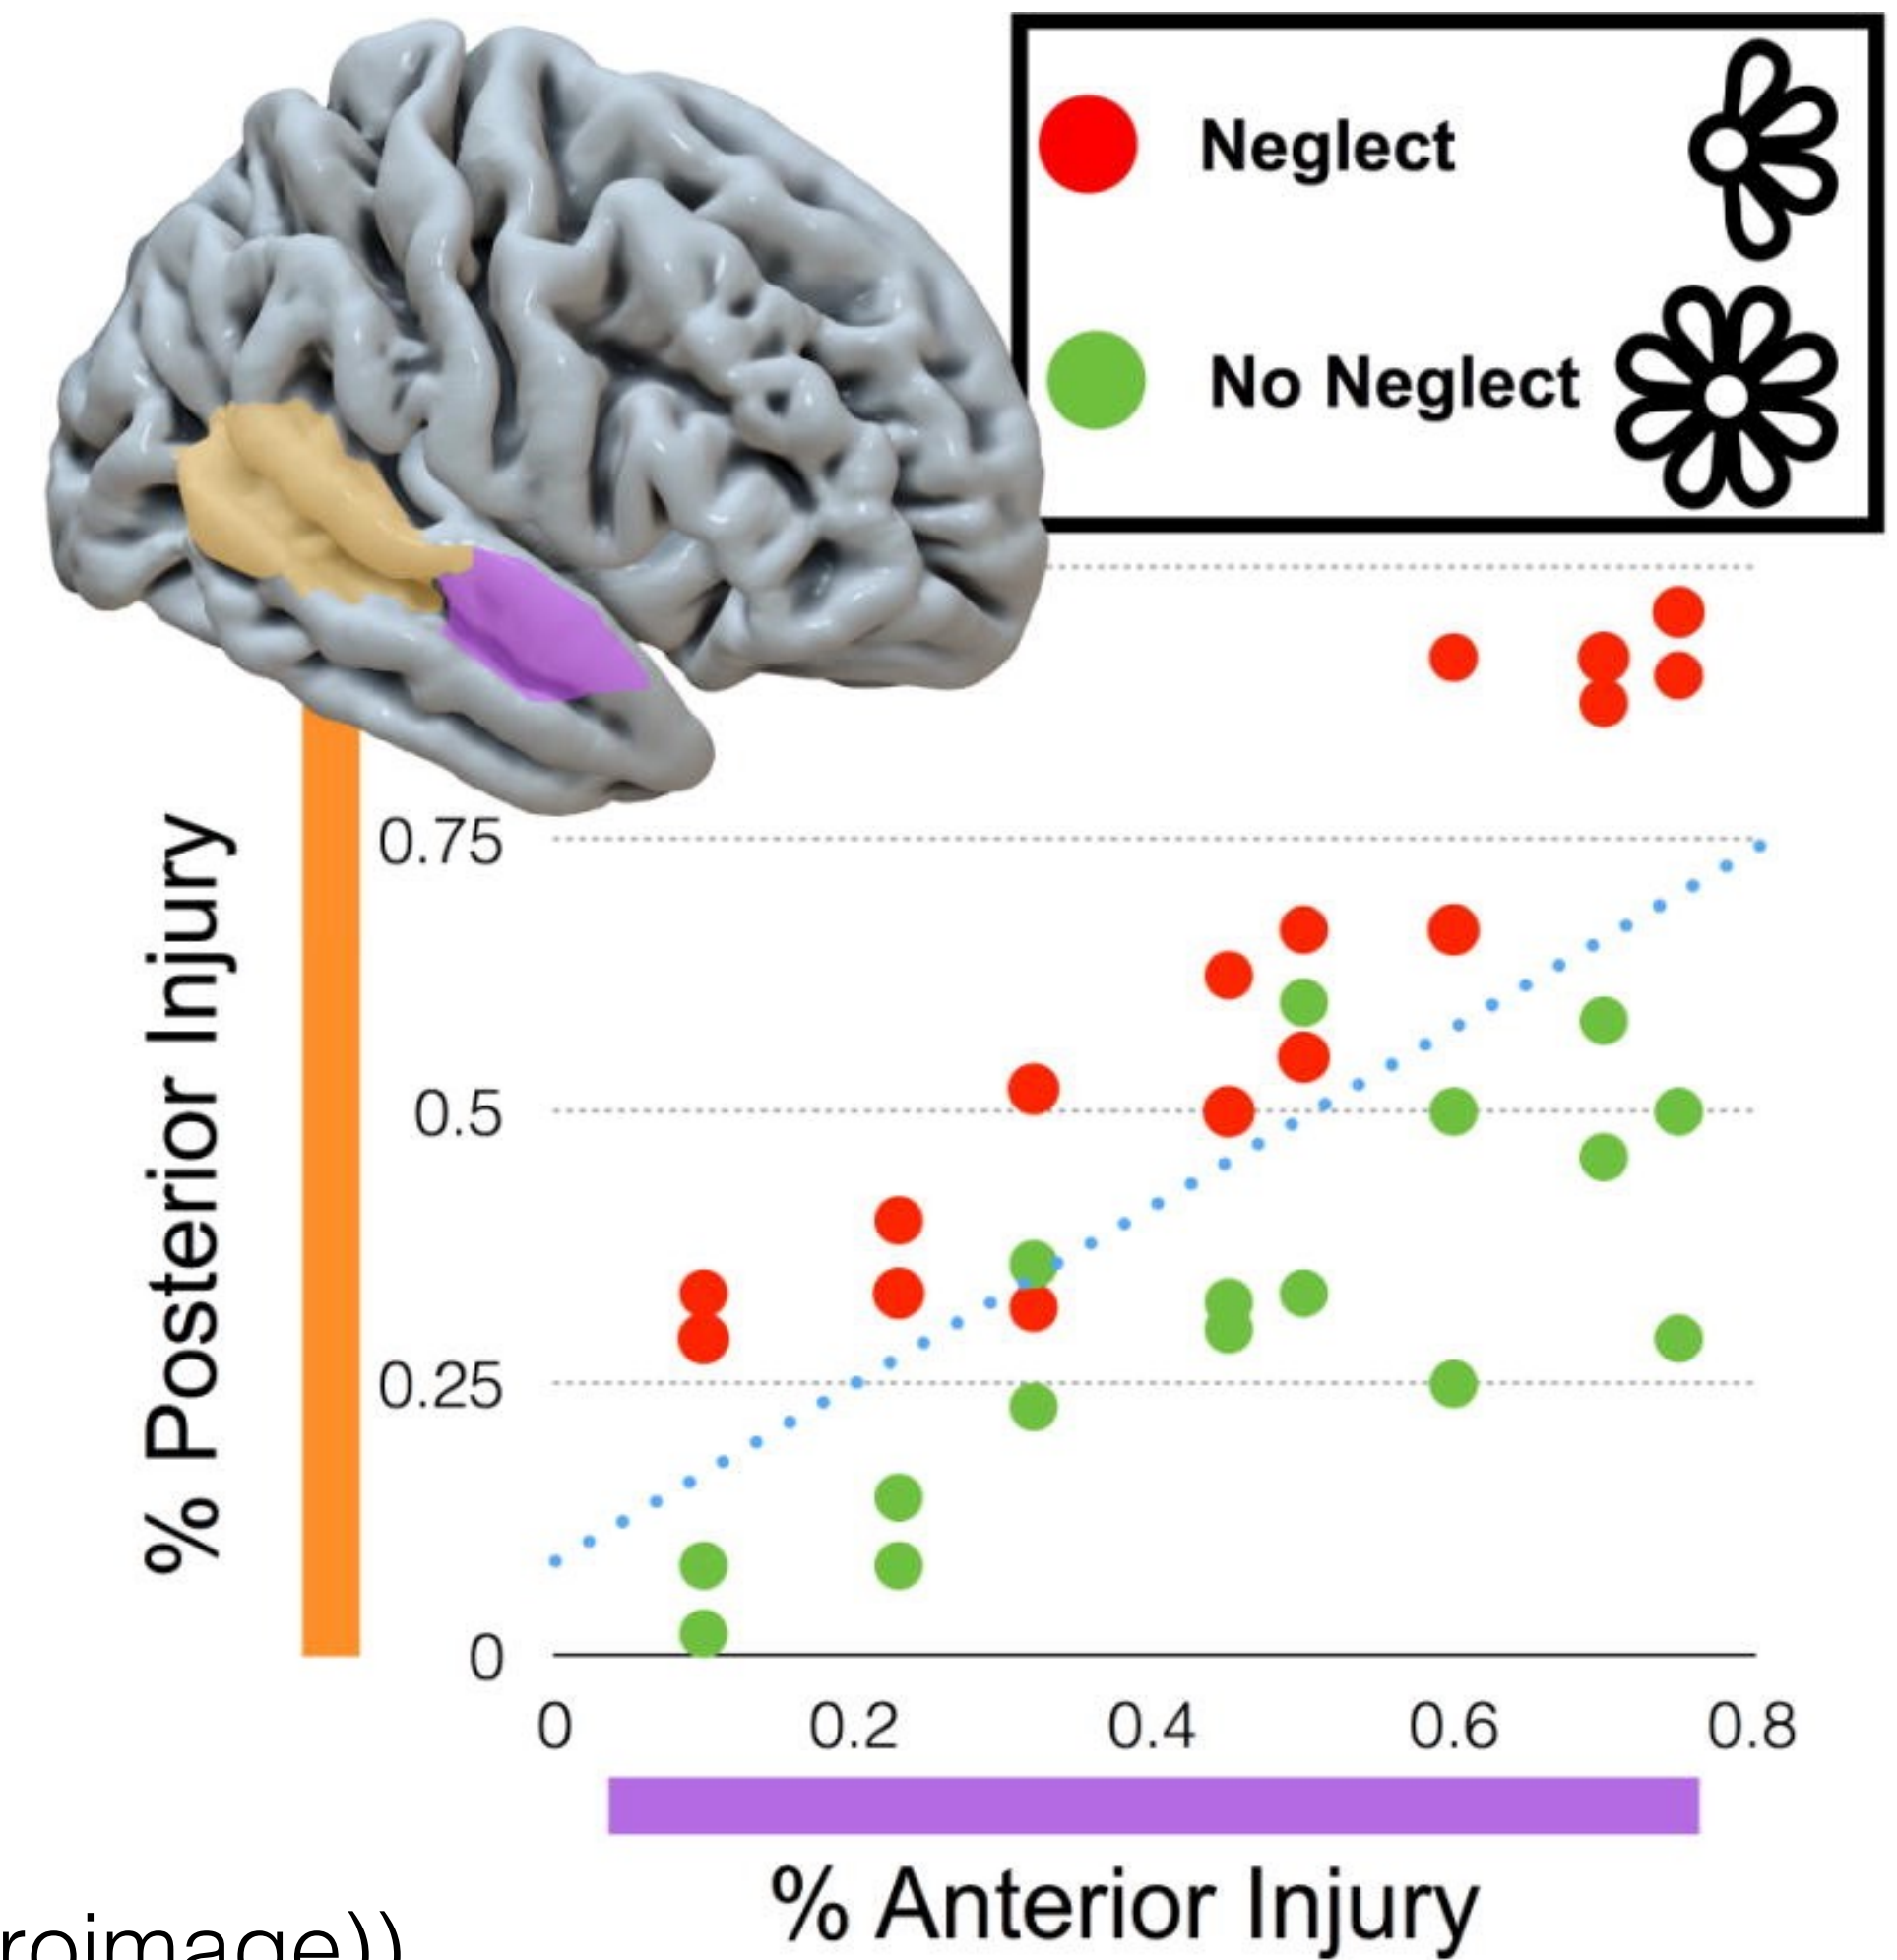 Neglect
No Neglect
% Posterior Injury
0.75
0.5
0.25
0
0 0.2 0.4 0.6 0.8
% Anterior Injury
roimage))